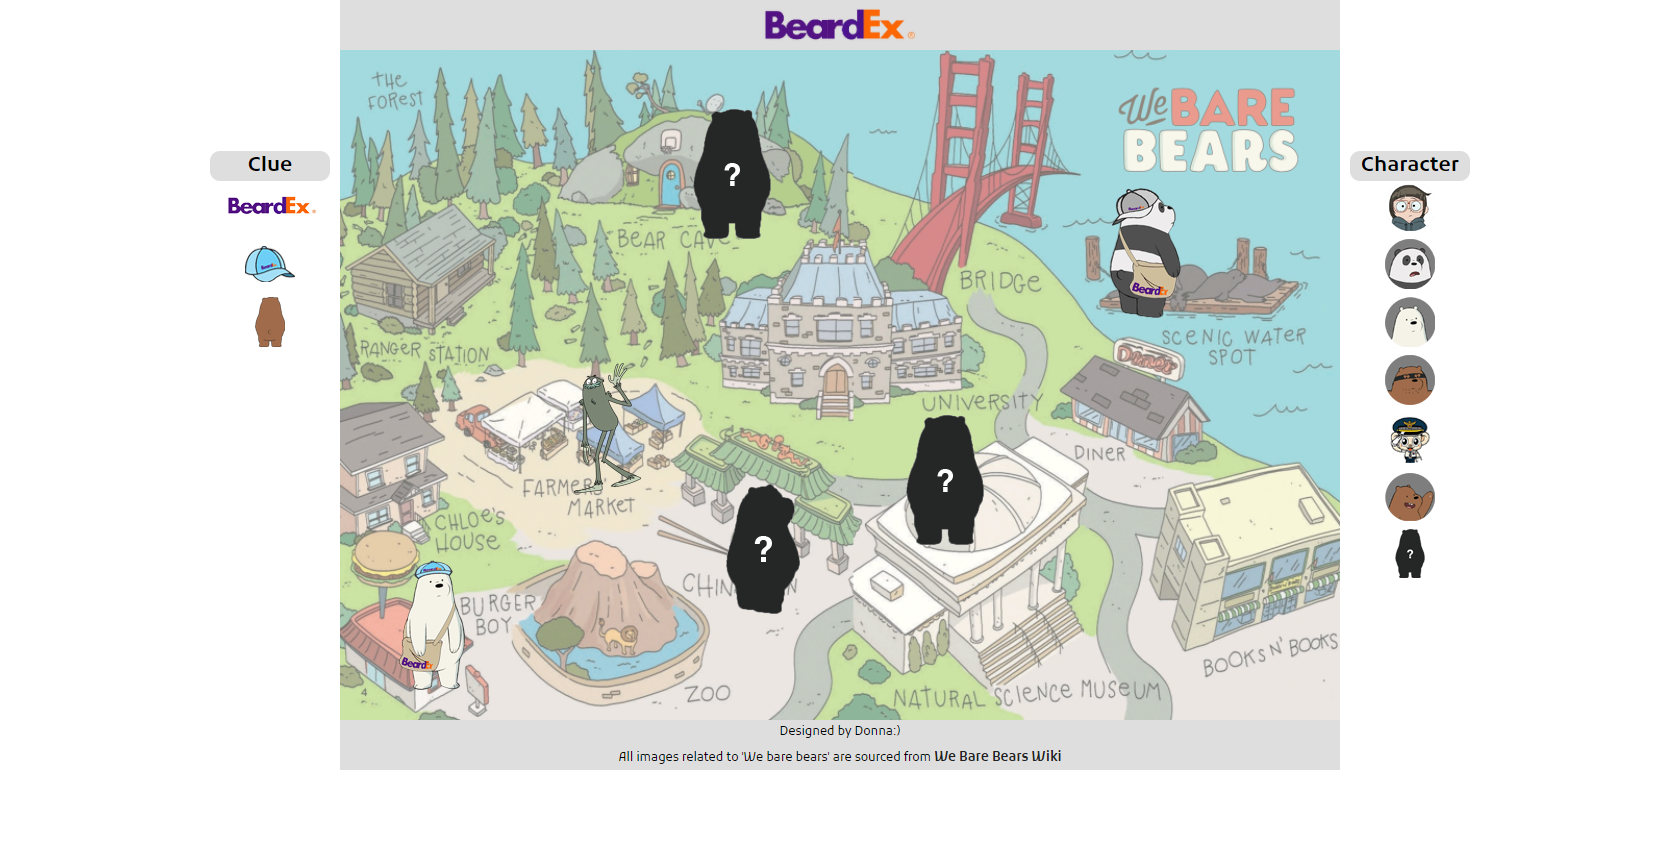 BeardEx®
Clue
BeardEx®
Character
THE
FOREST
We BARE
BEARS
?
BEAR CAVE
BRIDGE
BeardEx
SCENIC WATER
SPOT
RANGER STATION
Diner
UNIVERSITY
DINER
?
FARMERS
MARKET
CHLOE'S
HOUSE
?
CHIN N
BURGER
BOY
BeardEx
ZOO
NATURAL SCIENCE MUSEUM
BOOKS N' BOOKS
4
?
Designed by Donna:)
All images related to 'We bare bears' are sourced from We Bare Bears Wiki